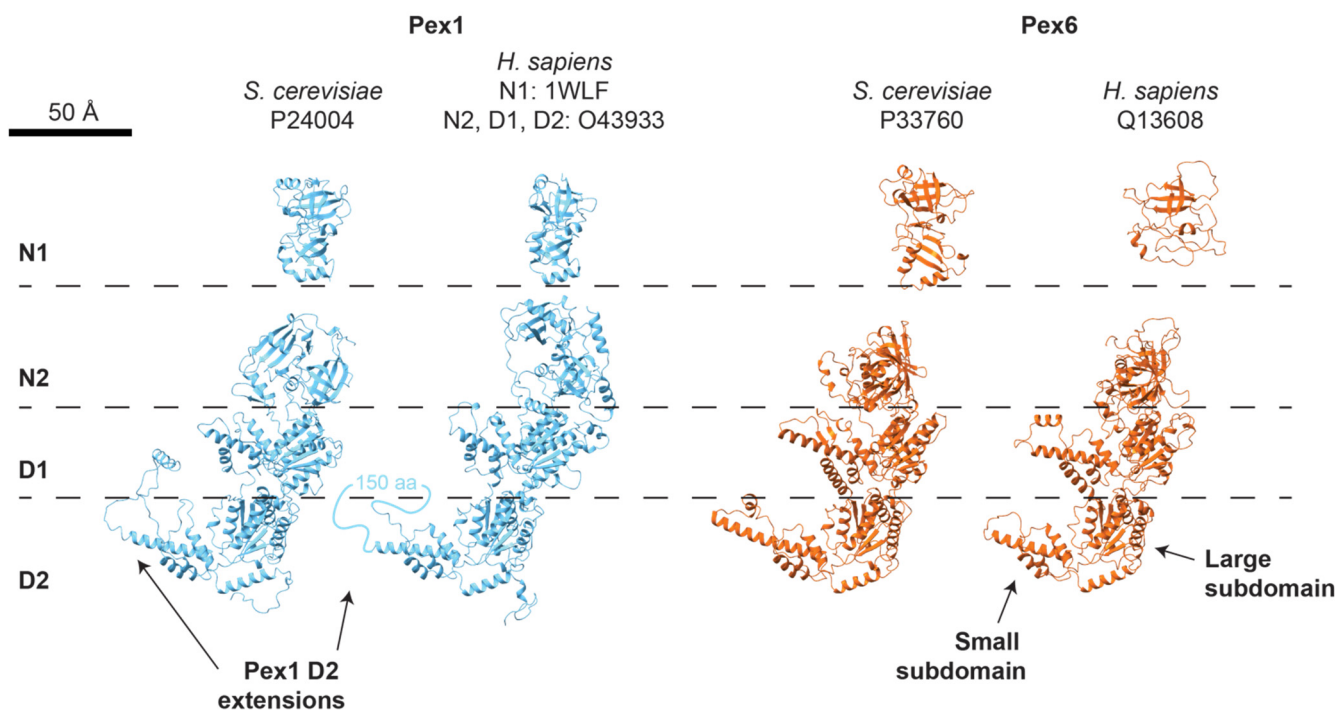 Pex1
Pex6
50 Å
S. cerevisiae
P24004
H. sapiens
N1: 1WLF
N2, D1, D2: O43933
S. cerevisiae
P33760
H. sapiens
Q13608
N1
N2
D1
150 aa
D2
Large
subdomain
Small
subdomain
Pex1 D2
extensions